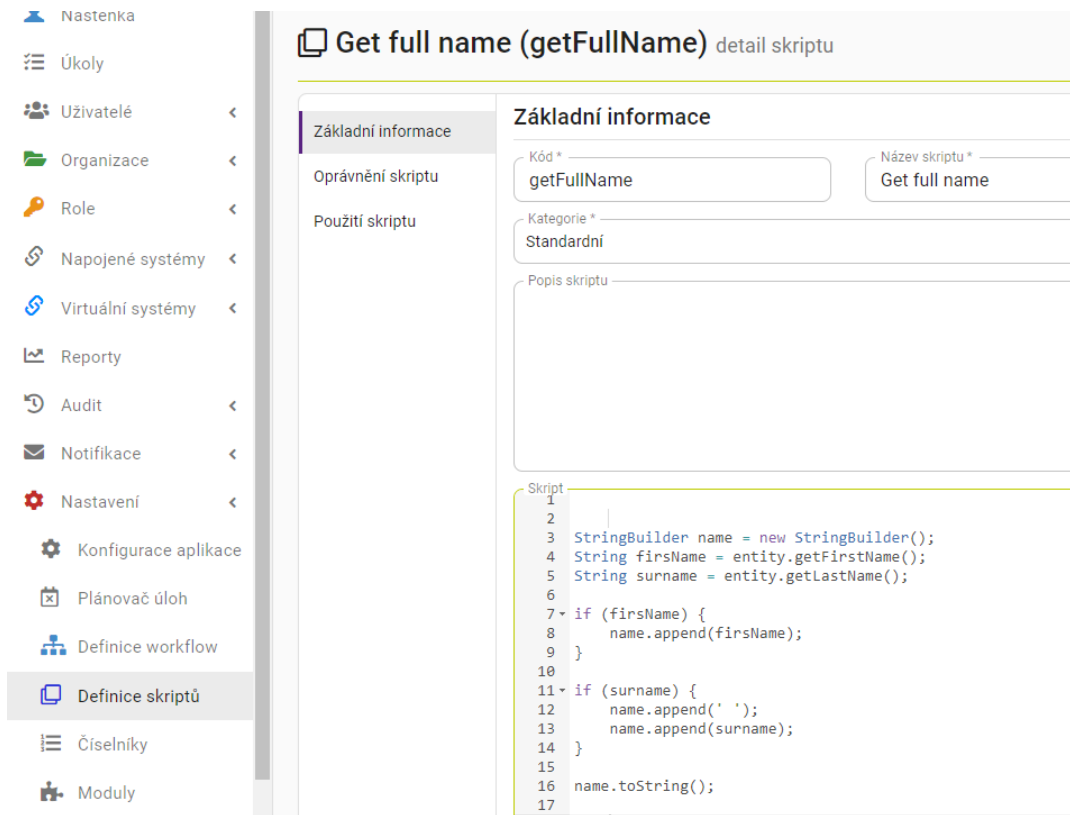 Nástěnka
Úkoly
Uživatelé
Organizace
Role
Napojené systémy
Virtuální systémy
Reporty
Audit
Notifikace
Nastavení
Konfigurace aplikace
Plánovač úloh
Definice workflow
Definice skriptů
Číselníky
Moduly
Get full name (getFullName) detail skriptu
Základní informace
Oprávnění skriptu
Použití skriptu
Základní informace
Kód *
getFullName
Název skriptu *
Get full name
Kategorie *
Standardní
Popis skriptu
Skript
1
2
3 StringBuilder name = new StringBuilder();
4 String firsName = entity.getFirstName();
5 String surname = entity.getLastName();
6
7 if (firsName) {
8     name.append(firsName);
9 }
10
11 if (surname) {
12     name.append(' ');
13     name.append(surname);
14 }
15
16 name.toString();
17